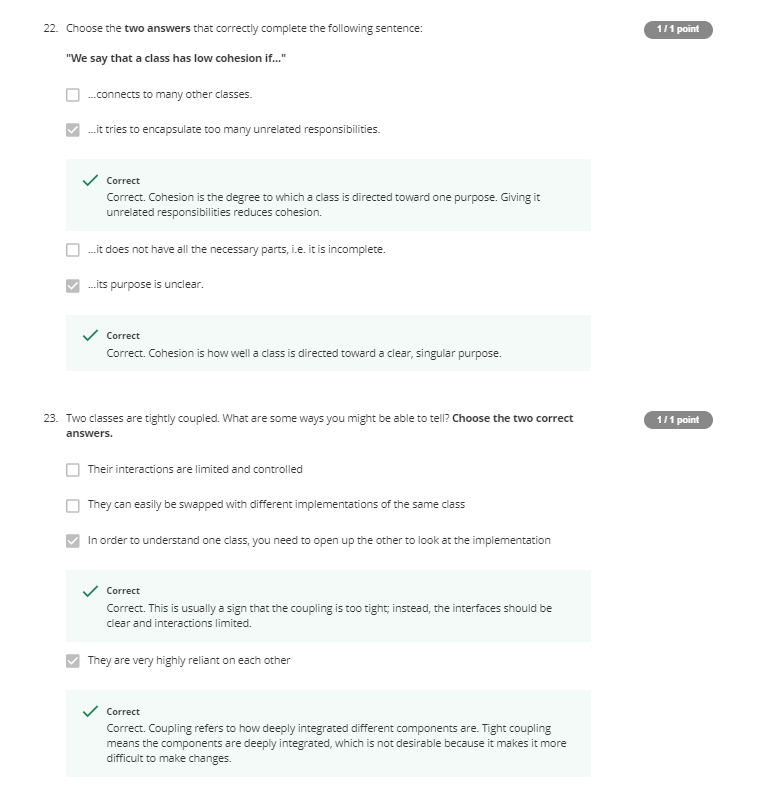 22. Choose the two answers that correctly complete the following sentence:
1 / 1 point
"We say that a class has low cohesion if..."
...connects to many other classes.
...it tries to encapsulate too many unrelated responsibilities.
Correct
Correct. Cohesion is the degree to which a class is directed toward one purpose. Giving it
unrelated responsibilities reduces cohesion.
...it does not have all the necessary parts, i.e. it is incomplete.
...its purpose is unclear.
Correct
Correct. Cohesion is how well a class is directed toward a clear, singular purpose.
23. Two classes are tightly coupled. What are some ways you might be able to tell? Choose the two correct
answers.
1 / 1 point
Their interactions are limited and controlled
They can easily be swapped with different implementations of the same class
In order to understand one class, you need to open up the other to look at the implementation
Correct
Correct. This is usually a sign that the coupling is too tight; instead, the interfaces should be
clear and interactions limited.
They are very highly reliant on each other
Correct
Correct. Coupling refers to how deeply integrated different components are. Tight coupling
means the components are deeply integrated, which is not desirable because it makes it more
difficult to make changes.